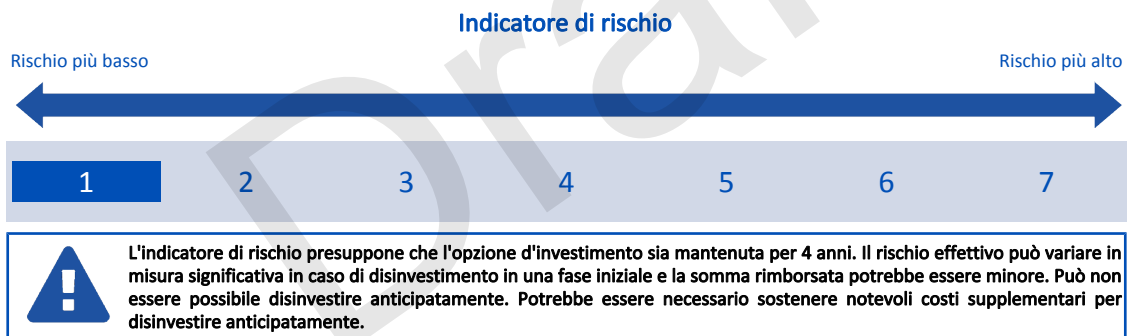 Indicatore di rischio
Rischio più basso Rischio più alto
1 2 3 4 5 6 7
L'indicatore di rischio presuppone che l'opzione d'investimento sia mantenuta per 4 anni. Il rischio effettivo può variare in
misura significativa in caso di disinvestimento in una fase iniziale e la somma rimborsata potrebbe essere minore. Può non
essere possibile disinvestire anticipatamente. Potrebbe essere necessario sostenere notevoli costi supplementari per
disinvestire anticipatamente.